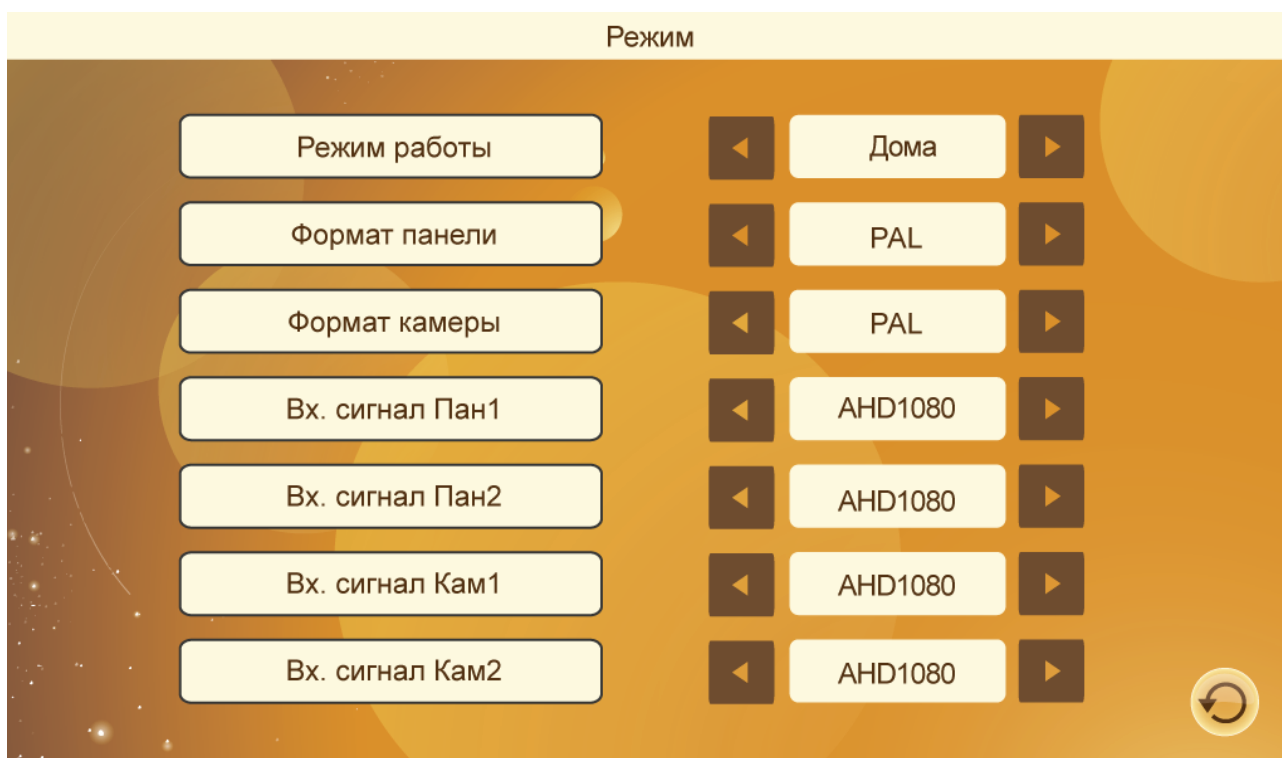 Режим
Режим работы Дома
Формат панели PAL
Формат камеры PAL
Вх. сигнал Пан1 AHD1080
Вх. сигнал Пан2 AHD1080
Вх. сигнал Кам1 AHD1080
Вх. сигнал Кам2 AHD1080